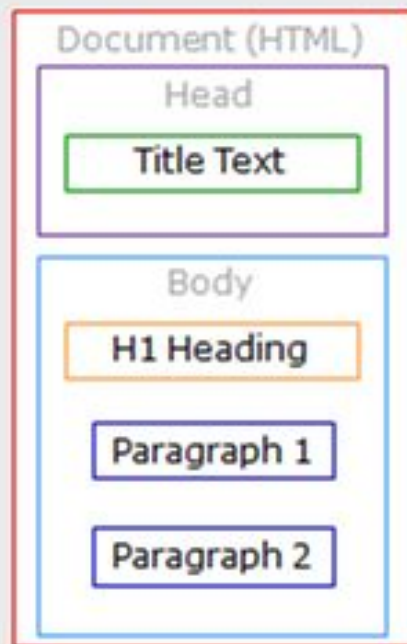 Document (HTML)
Head
Title Text
Body
H1 Heading
Paragraph 1
Paragraph 2